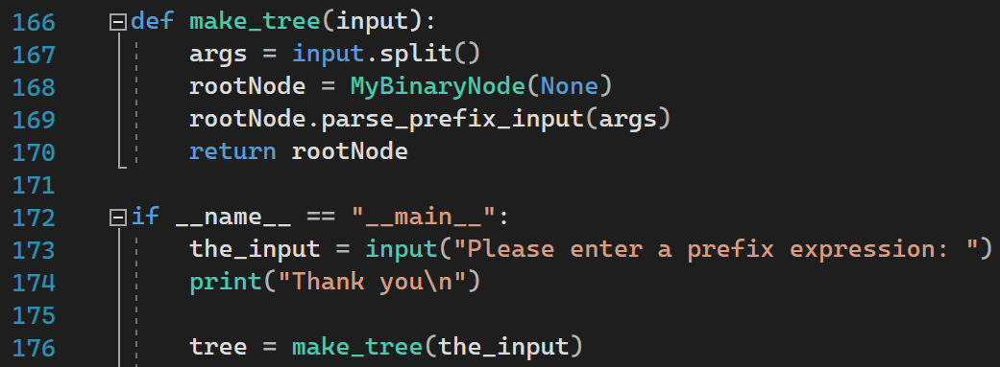 166 def make_tree(input):
167     args = input.split()
168     rootNode = MyBinaryNode(None)
169     rootNode.parse_prefix_input(args)
170     return rootNode
171
172 if __name__ == "__main__":
173     the_input = input("Please enter a prefix expression: ")
174     print("Thank you\n")
175
176     tree = make_tree(the_input)